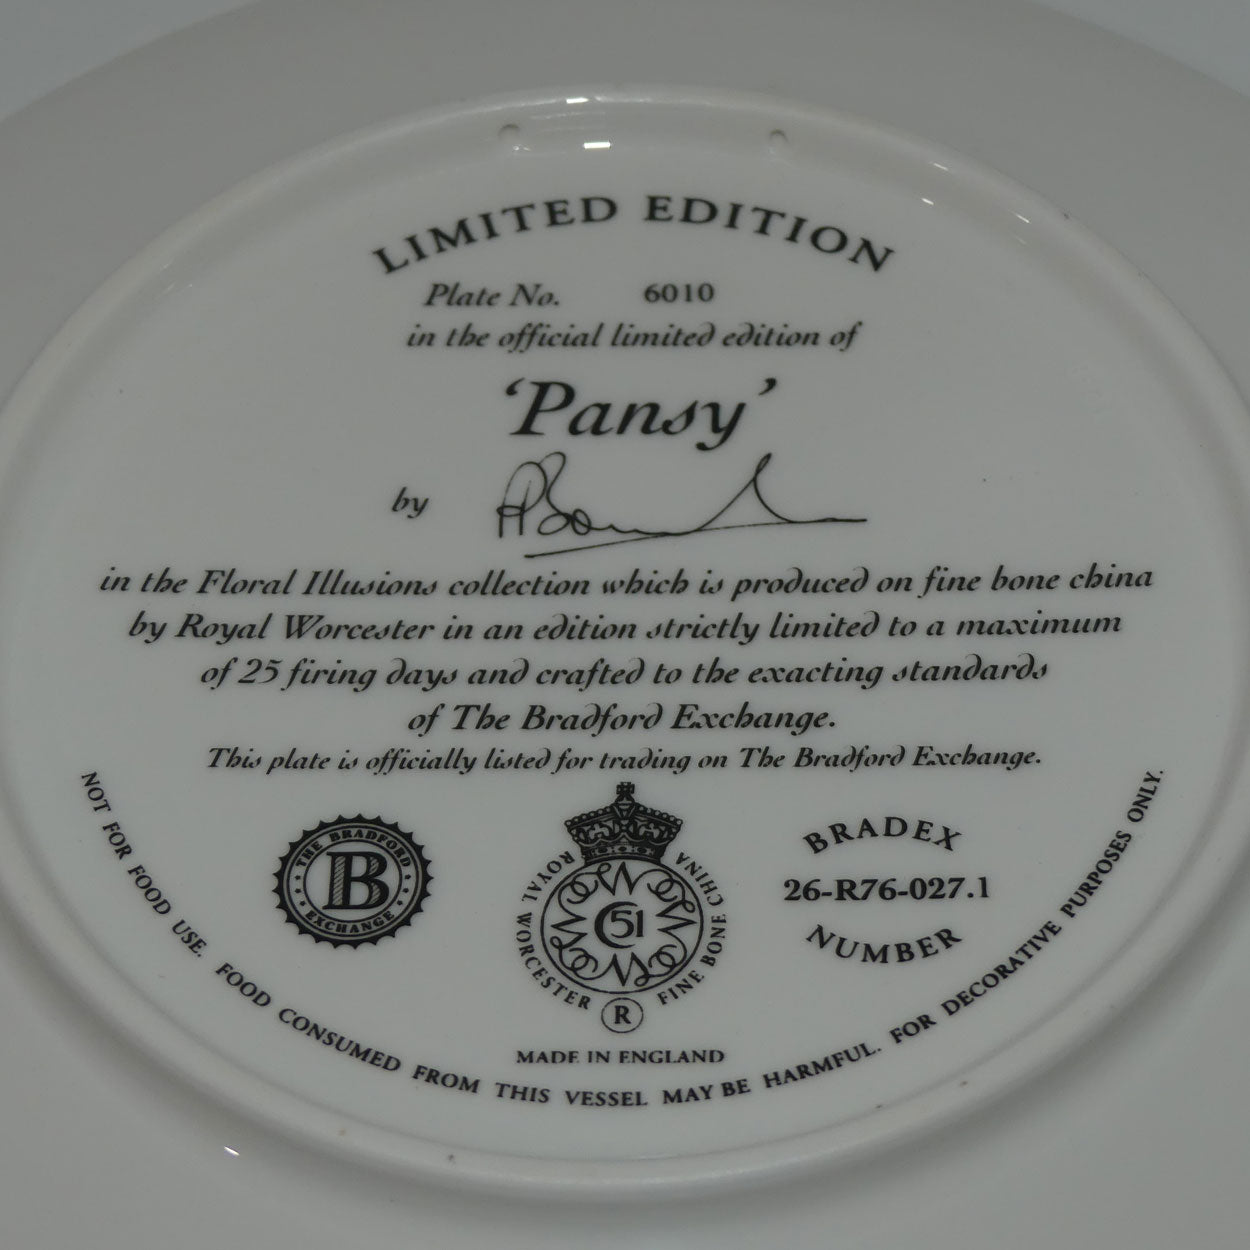 LIMITED EDITION
Plate No. 6010
in the official limited edition of
‘Pansy’
by
in the Floral Illusions collection which is produced on fine bone china
by Royal Worcester in an edition strictly limited to a maximum
of 25 firing days and crafted to the exacting standards
of The Bradford Exchange.
This plate is officially listed for trading on The Bradford Exchange.
THE BRADFORD
B
EXCHANGE
ROYAL WORCESTER
FINE BONE CHINA
51
R
MADE IN ENGLAND
BRADEX
26-R76-027.1
NUMBER
NOT FOR FOOD USE. FOOD CONSUMED FROM THIS VESSEL MAY BE HARMFUL. FOR DECORATIVE PURPOSES ONLY.